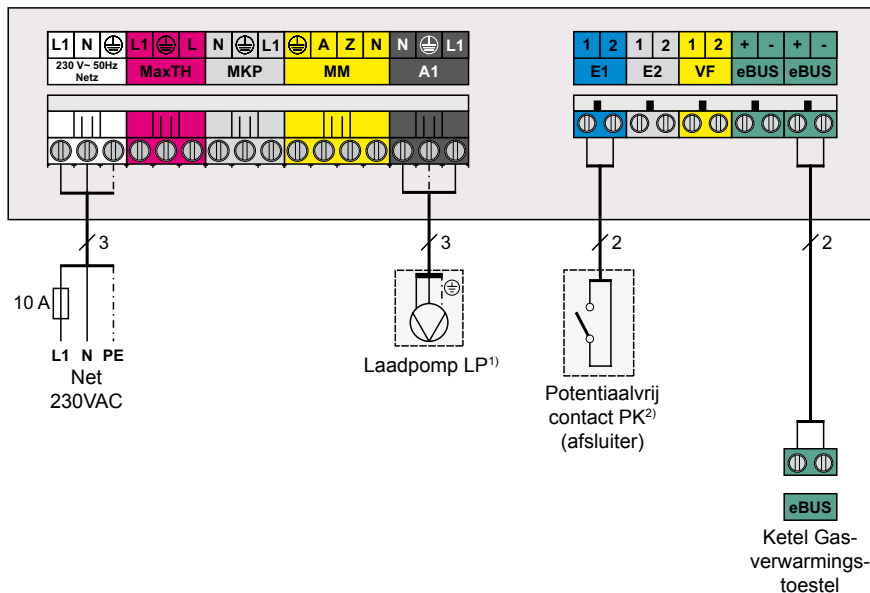 L1 N L1 L N L1 A Z N N L1
230 V~ 50Hz
Netz
MaxTH MKP MM A1
1 2 1 2 1 2 + - + -
E1 E2 VF eBUS eBUS
3 3 2 2
10 A
L1 N PE
Net
230VAC
Laadpomp LP1)
Potentiaalvrij
contact PK2)
(afsluiter)
eBUS
Ketel Gas-
verwarmings-
toestel